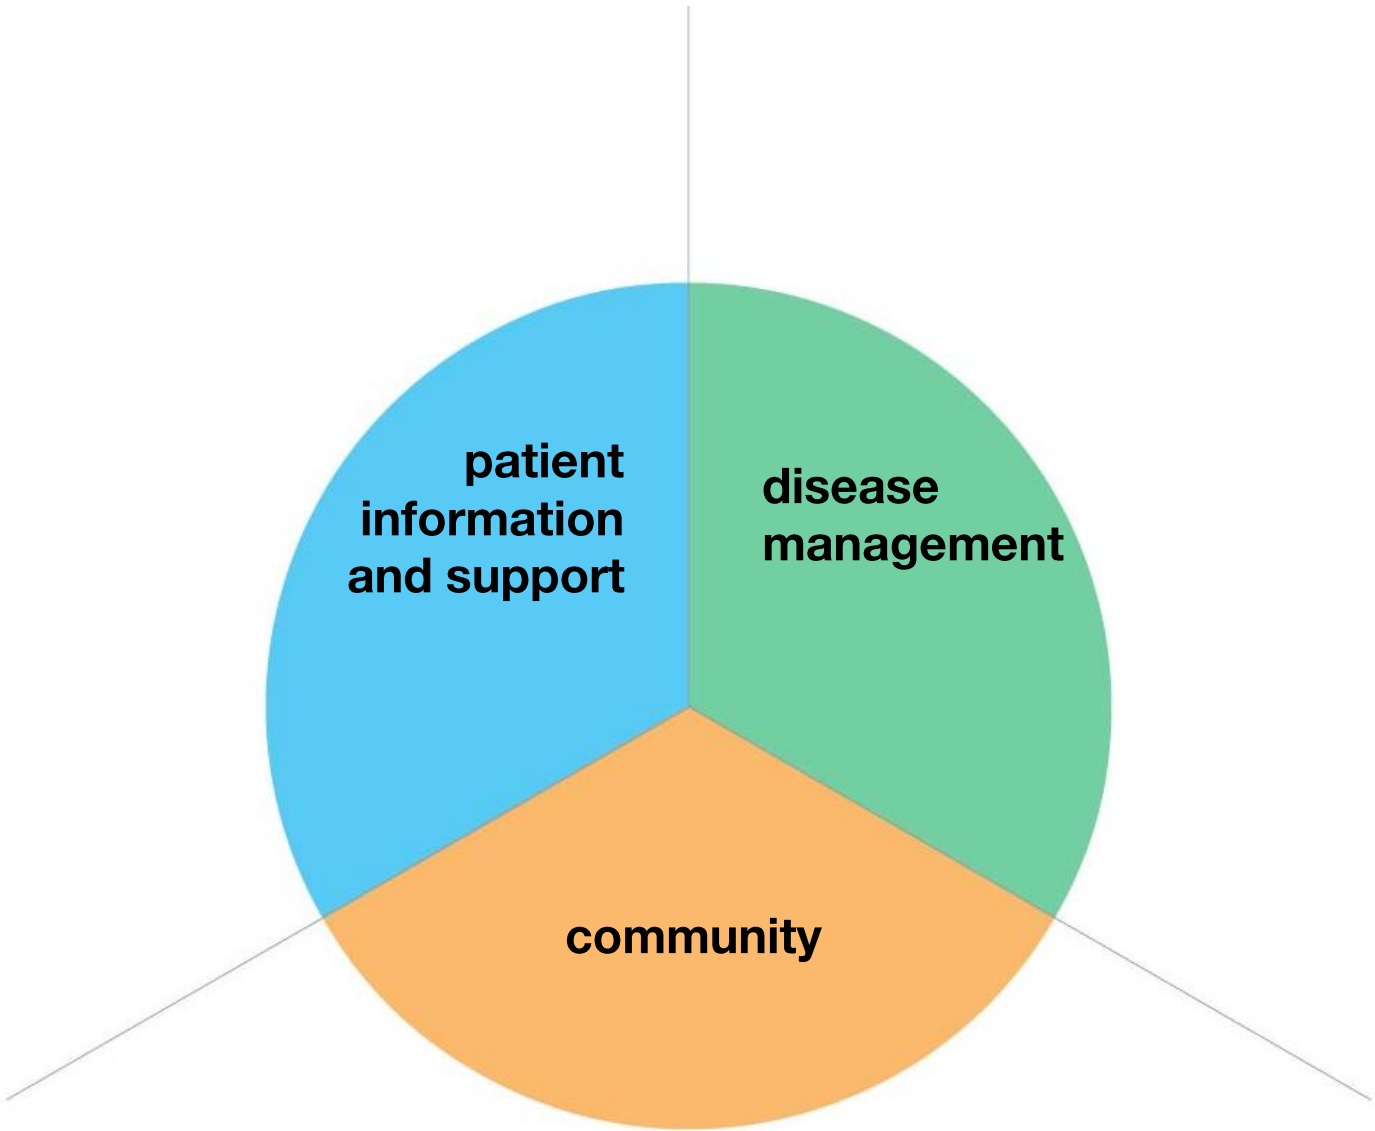 patient
information
and support
disease
management
community